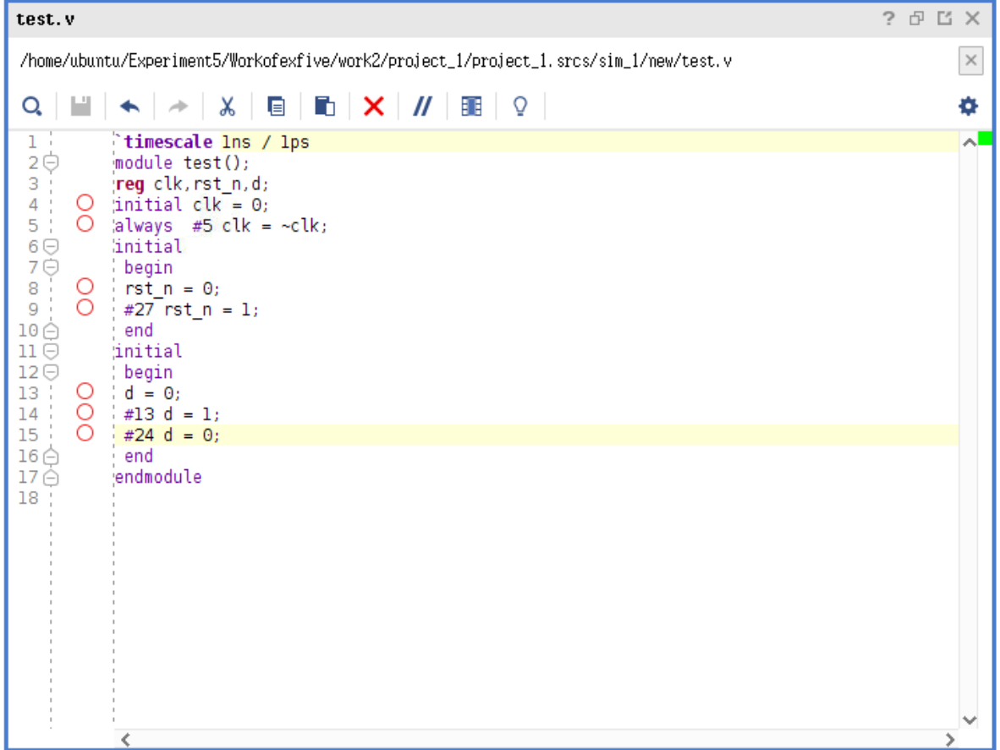 test.v
/home/ubuntu/Experiment5/Workofexfive/work2/project_1/project_1.srcs/sim_1/new/test.v
1 `timescale 1ns / 1ps
2 module test();
3 reg clk,rst_n,d;
4 initial clk = 0;
5 always  #5 clk = ~clk;
6 initial
7  begin
8  rst_n = 0;
9  #27 rst_n = 1;
10  end
11 initial
12  begin
13  d = 0;
14  #13 d = 1;
15  #24 d = 0;
16  end
17 endmodule
18